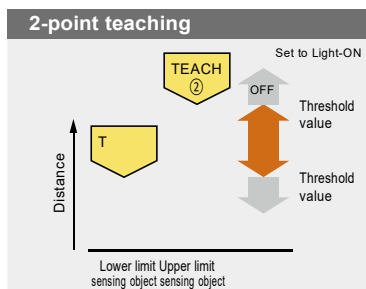 2-point teaching
Set to Light-ON
TEACH
②
OFF
Threshold
value
T
Distance
Threshold
value
Lower limit Upper limit
sensing object sensing object